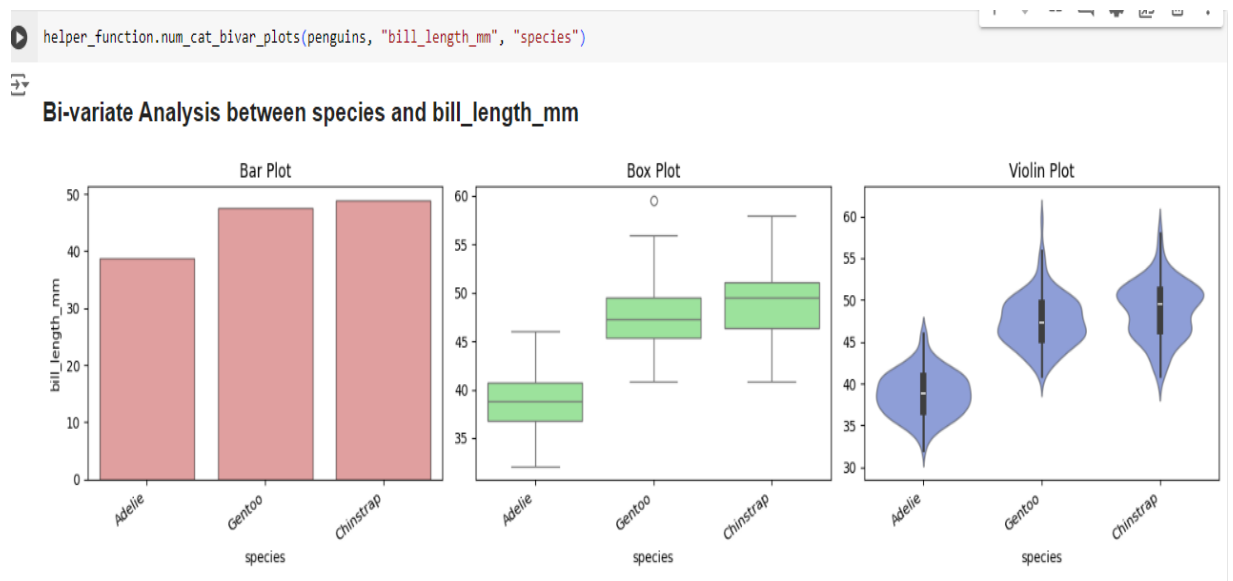 helper_function.num_cat_bivar_plots(penguins, "bill_length_mm", "species")
Bi-variate Analysis between species and bill_length_mm
Bar Plot
50
40
30
20
10
0
bill_length_mm
Adelie
Gentoo
Chinstrap
species
Box Plot
60
55
50
45
40
35
Adelie
Gentoo
Chinstrap
species
Violin Plot
60
55
50
45
40
35
30
Adelie
Gentoo
Chinstrap
species